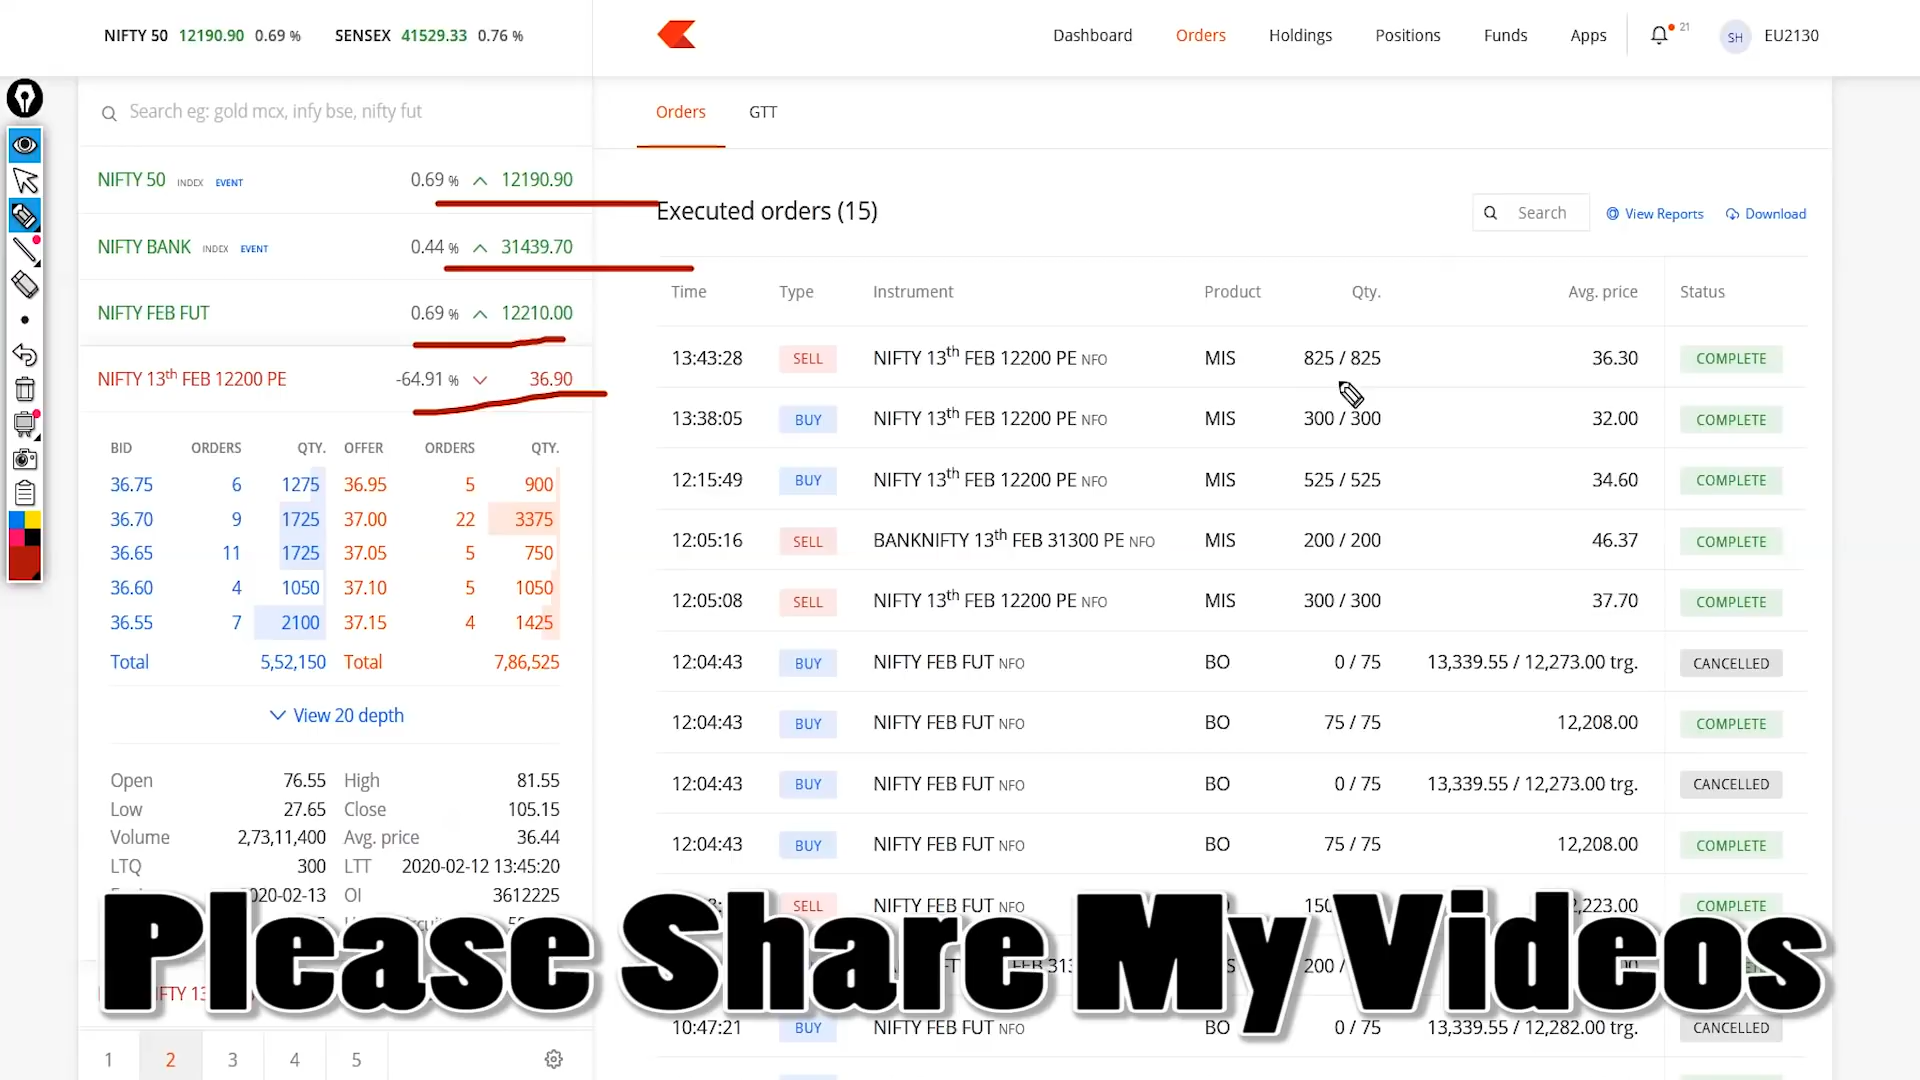 NIFTY 50 12190.90 0.69 % SENSEX 41529.33 0.76 %
Dashboard Orders Holdings Positions Funds Apps 21 SH EU2130
Search eg: gold mcx, infy bse, nifty fut
NIFTY 50 INDEX EVENT 0.69 % 12190.90
NIFTY BANK INDEX EVENT 0.44 % 31439.70
NIFTY FEB FUT 0.69 % 12210.00
NIFTY 13th FEB 12200 PE -64.91 % 36.90
BID ORDERS QTY. OFFER ORDERS QTY.
36.75 6 1275 36.95 5 900
36.70 9 1725 37.00 22 3375
36.65 11 1725 37.05 5 750
36.60 4 1050 37.10 5 1050
36.55 7 2100 37.15 4 1425
Total 5,52,150 Total 7,86,525
View 20 depth
Open 76.55 High 81.55
Low 27.65 Close 105.15
Volume 2,73,11,400 Avg. price 36.44
LTQ 300 LTT 2020-02-12 13:45:20
2020-02-13 OI 3612225
1 2 3 4 5
Orders GTT
Executed orders (15) Search View Reports Download
Time Type Instrument Product Qty. Avg. price Status
13:43:28 SELL NIFTY 13th FEB 12200 PE NFO MIS 825 / 825 36.30 COMPLETE
13:38:05 BUY NIFTY 13th FEB 12200 PE NFO MIS 300 / 300 32.00 COMPLETE
12:15:49 BUY NIFTY 13th FEB 12200 PE NFO MIS 525 / 525 34.60 COMPLETE
12:05:16 SELL BANKNIFTY 13th FEB 31300 PE NFO MIS 200 / 200 46.37 COMPLETE
12:05:08 SELL NIFTY 13th FEB 12200 PE NFO MIS 300 / 300 37.70 COMPLETE
12:04:43 BUY NIFTY FEB FUT NFO BO 0 / 75 13,339.55 / 12,273.00 trg. CANCELLED
12:04:43 BUY NIFTY FEB FUT NFO BO 75 / 75 12,208.00 COMPLETE
12:04:43 BUY NIFTY FEB FUT NFO BO 0 / 75 13,339.55 / 12,273.00 trg. CANCELLED
12:04:43 BUY NIFTY FEB FUT NFO BO 75 / 75 12,208.00 COMPLETE
SELL NIFTY FEB FUT NFO COMPLETE
10:47:21 BUY NIFTY FEB FUT NFO BO 0 / 75 13,339.55 / 12,282.00 trg. CANCELLED
Please Share My Videos